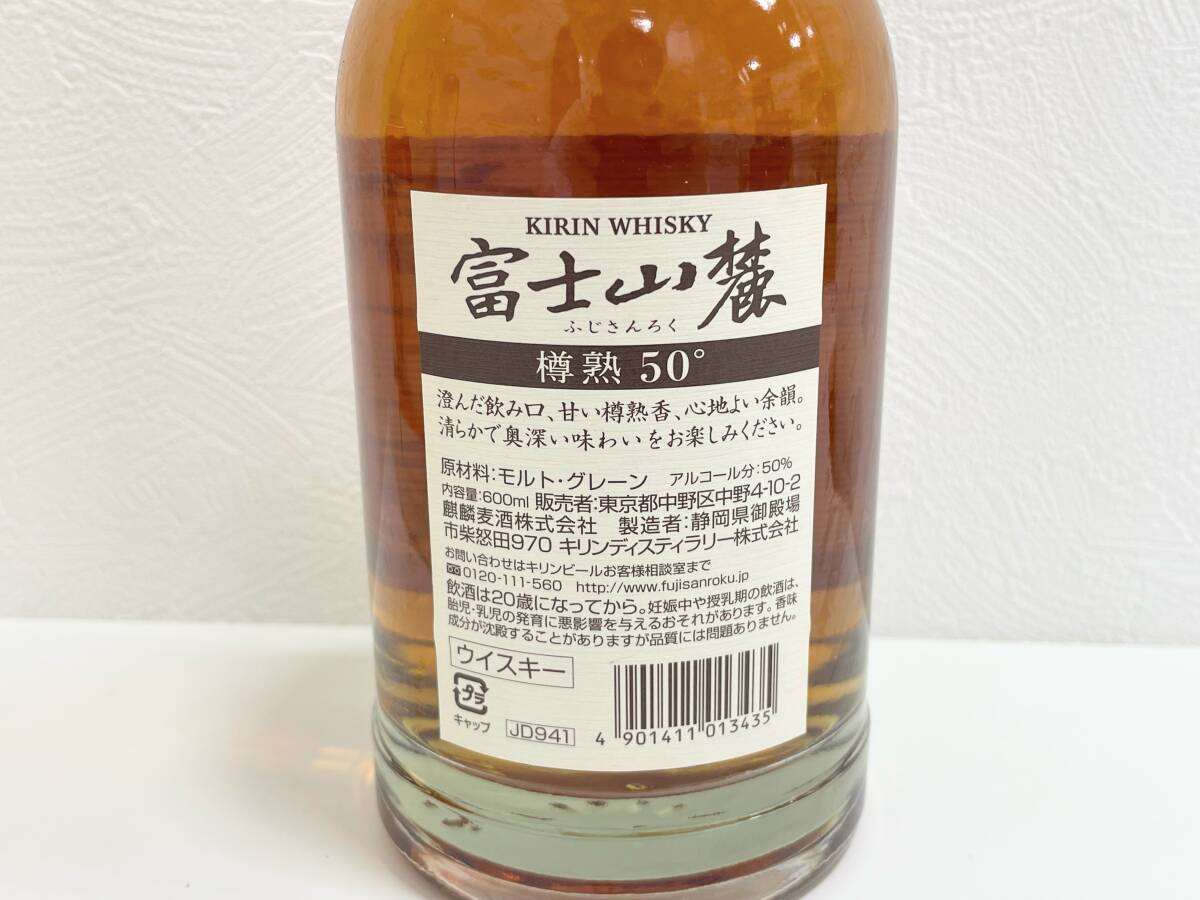 KIRIN WHISKY
富士山麓
ふじさんろく
樽熟 50°
澄んだ飲み口、甘い樽熟香、心地よい余韻。
清らかで奥深い味わいをお楽しみください。
原材料:モルト・グレーン アルコール分:50%
内容量:600ml 販売者:東京都中野区中野4-10-2
麒麟麦酒株式会社 製造者:静岡県御殿場
市柴怒田970 キリンディスティラリー株式会社
お問い合わせはキリンビールお客様相談室まで
0120-111-560 http://www.fujisanroku.jp
飲酒は20歳になってから。妊娠中や授乳期の飲酒は、
胎児・乳児の発育に悪影響を与えるおそれがあります。香味
成分が沈殿することがありますが品質には問題ありません。
ウイスキー
プラ
キャップ
JD941
4 901411 013435